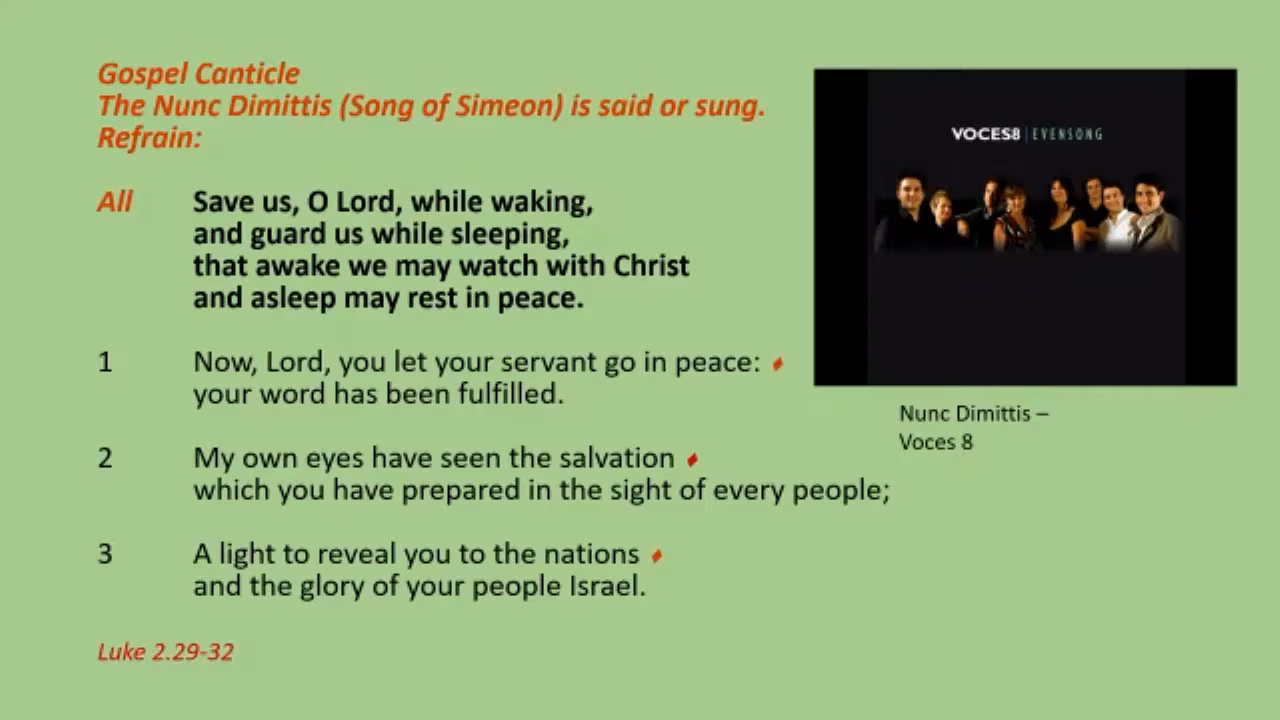 Gospel Canticle
The Nunc Dimittis (Song of Simeon) is said or sung.
Refrain:
All Save us, O Lord, while waking,
and guard us while sleeping,
that awake we may watch with Christ
and asleep may rest in peace.
1 Now, Lord, you let your servant go in peace: ♦
your word has been fulfilled.
2 My own eyes have seen the salvation ♦
which you have prepared in the sight of every people;
3 A light to reveal you to the nations ♦
and the glory of your people Israel.
Luke 2.29-32
VOCES8 | EVENSONG
Nunc Dimittis –
Voces 8